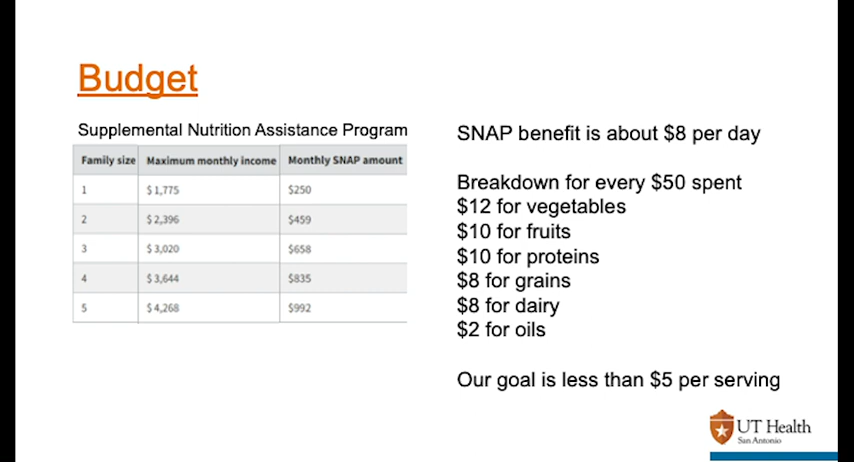 Budget
Supplemental Nutrition Assistance Program
Family size Maximum monthly income Monthly SNAP amount
1 $1,775 $250
2 $2,396 $459
3 $3,020 $658
4 $3,644 $835
5 $4,268 $992
SNAP benefit is about $8 per day
Breakdown for every $50 spent
$12 for vegetables
$10 for fruits
$10 for proteins
$8 for grains
$8 for dairy
$2 for oils
Our goal is less than $5 per serving
UT Health
San Antonio